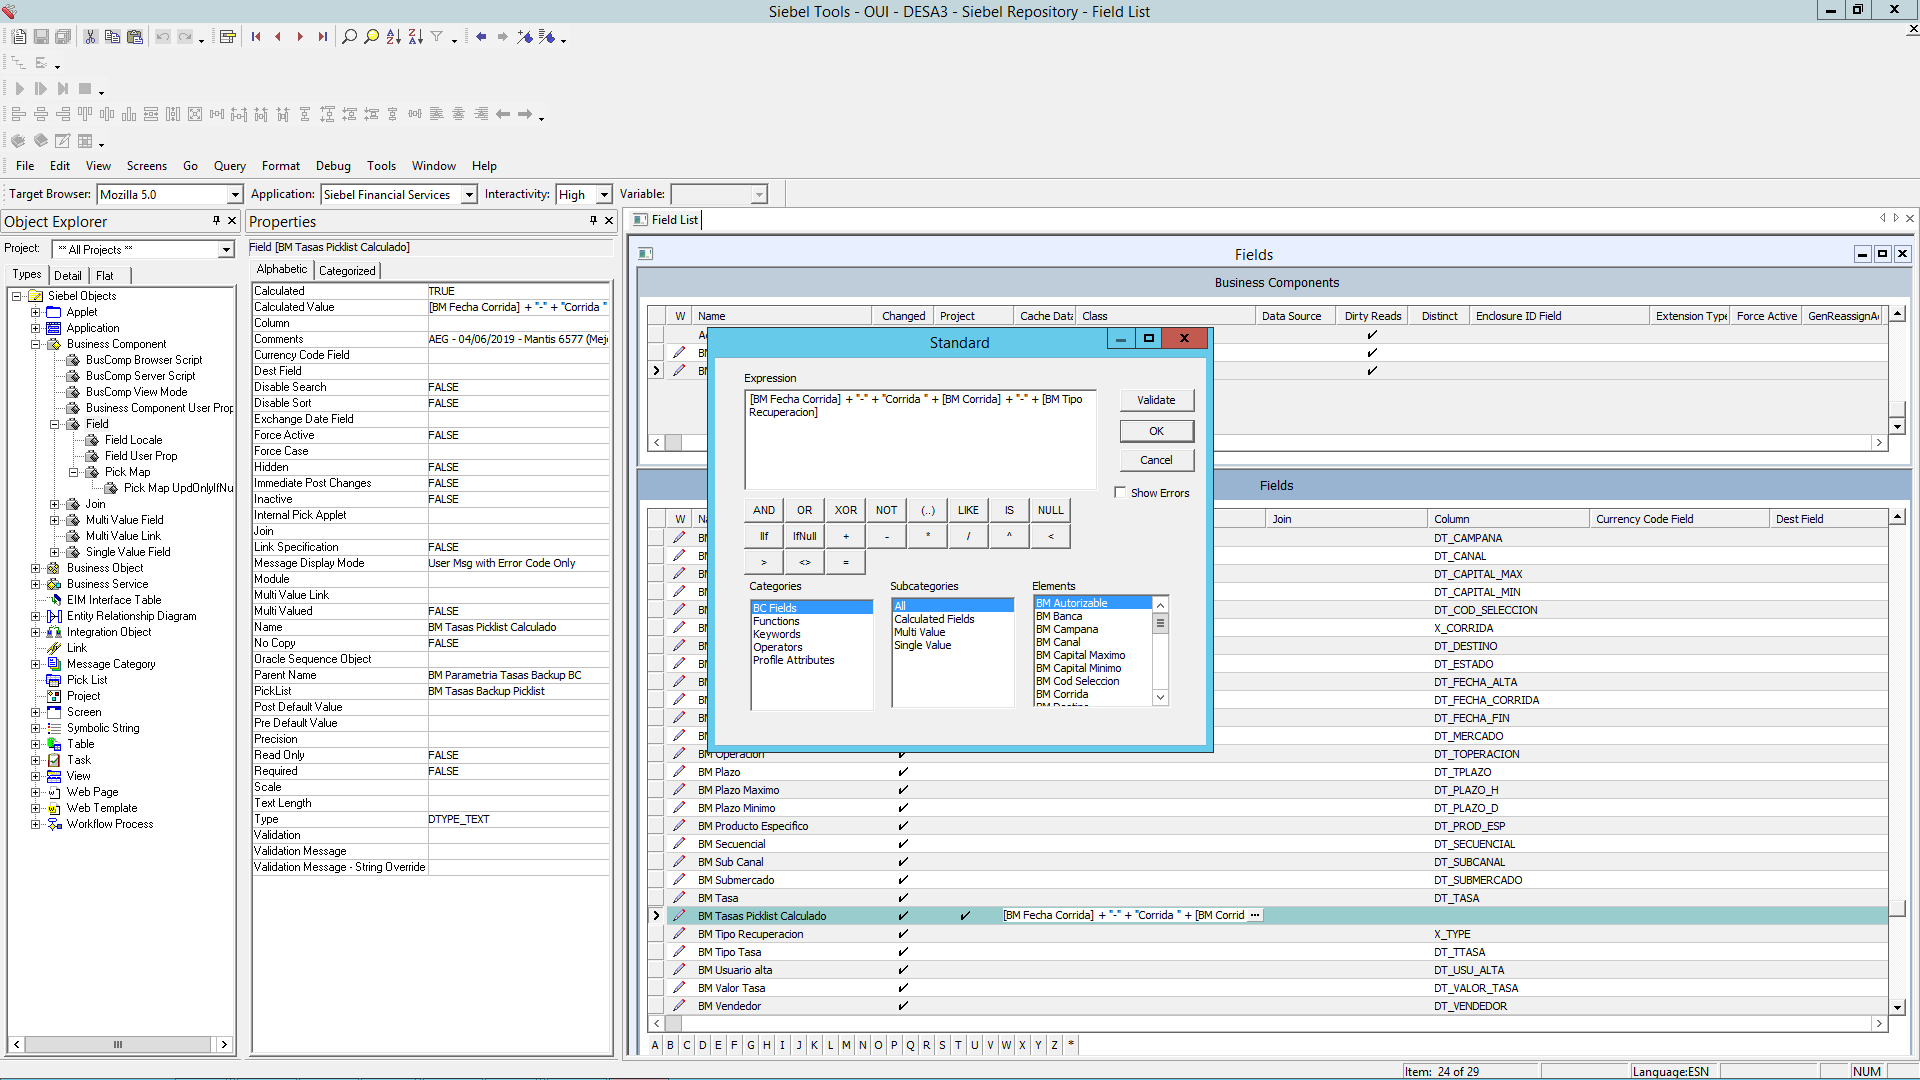 Siebel Tools - OUI - DESA3 - Siebel Repository - Field List
File Edit View Screens Go Query Format Debug Tools Window Help
Target Browser: Mozilla 5.0 Application: Siebel Financial Services Interactivity: High Variable:
Object Explorer
Project: ** All Projects **
Types Detail Flat
Siebel Objects
Applet
Application
Business Component
BusComp Browser Script
BusComp Server Script
BusComp View Mode
Business Component User Prop
Field
Field Locale
Field User Prop
Pick Map
Pick Map UpdOnlyIfNu
Join
Multi Value Field
Multi Value Link
Single Value Field
Business Object
Business Service
EIM Interface Table
Entity Relationship Diagram
Integration Object
Link
Message Category
Pick List
Project
Screen
Symbolic String
Table
Task
View
Web Page
Web Template
Workflow Process
Properties
Field [BM Tasas Picklist Calculado]
Alphabetic Categorized
Calculated TRUE
Calculated Value [BM Fecha Corrida] + "-" + "Corrida "
Column
Comments AEG - 04/06/2019 - Mantis 6577 (Mejo
Currency Code Field
Dest Field
Disable Search FALSE
Disable Sort FALSE
Exchange Date Field
Force Active FALSE
Force Case
Hidden FALSE
Immediate Post Changes FALSE
Inactive FALSE
Internal Pick Applet
Join
Link Specification FALSE
Message Display Mode User Msg with Error Code Only
Module
Multi Value Link
Multi Valued FALSE
Name BM Tasas Picklist Calculado
No Copy FALSE
Oracle Sequence Object
Parent Name BM Parametria Tasas Backup BC
PickList BM Tasas Backup Picklist
Post Default Value
Pre Default Value
Precision
Read Only FALSE
Required FALSE
Scale
Text Length
Type DTYPE_TEXT
Validation
Validation Message
Validation Message - String Override
Field List
Fields
Business Components
W Name Changed Project Cache Data Class Data Source Dirty Reads Distinct Enclosure ID Field Extension Type Force Active GenReassignAc
Standard
Expression
[BM Fecha Corrida] + "-" + "Corrida " + [BM Corrida] + "-" + [BM Tipo
Recuperacion]
Validate
OK
Cancel
Show Errors
AND OR XOR NOT (..) LIKE IS NULL
IIf IfNull + - * / ^ <
> <> =
Categories
BC Fields
Functions
Keywords
Operators
Profile Attributes
Subcategories
All
Calculated Fields
Multi Value
Single Value
Elements
BM Autorizable
BM Banca
BM Campana
BM Canal
BM Capital Maximo
BM Capital Minimo
BM Cod Seleccion
BM Corrida
BM Destino
Fields
W Join Column Currency Code Field Dest Field
DT_CAMPANA
DT_CANAL
DT_CAPITAL_MAX
DT_CAPITAL_MIN
DT_COD_SELECCION
X_CORRIDA
DT_DESTINO
DT_ESTADO
DT_FECHA_ALTA
DT_FECHA_CORRIDA
DT_FECHA_FIN
DT_MERCADO
BM Operacion DT_TOPERACION
BM Plazo DT_TPLAZO
BM Plazo Maximo DT_PLAZO_H
BM Plazo Minimo DT_PLAZO_D
BM Producto Especifico DT_PROD_ESP
BM Secuencial DT_SECUENCIAL
BM Sub Canal DT_SUBCANAL
BM Submercado DT_SUBMERCADO
BM Tasa DT_TASA
BM Tasas Picklist Calculado [BM Fecha Corrida] + "-" + "Corrida " + [BM Corrid ...
BM Tipo Recuperacion X_TYPE
BM Tipo Tasa DT_TTASA
BM Usuario alta DT_USU_ALTA
BM Valor Tasa DT_VALOR_TASA
BM Vendedor DT_VENDEDOR
A B C D E F G H I J K L M N O P Q R S T U V W X Y Z *
Item: 24 of 29 Language:ESN NUM